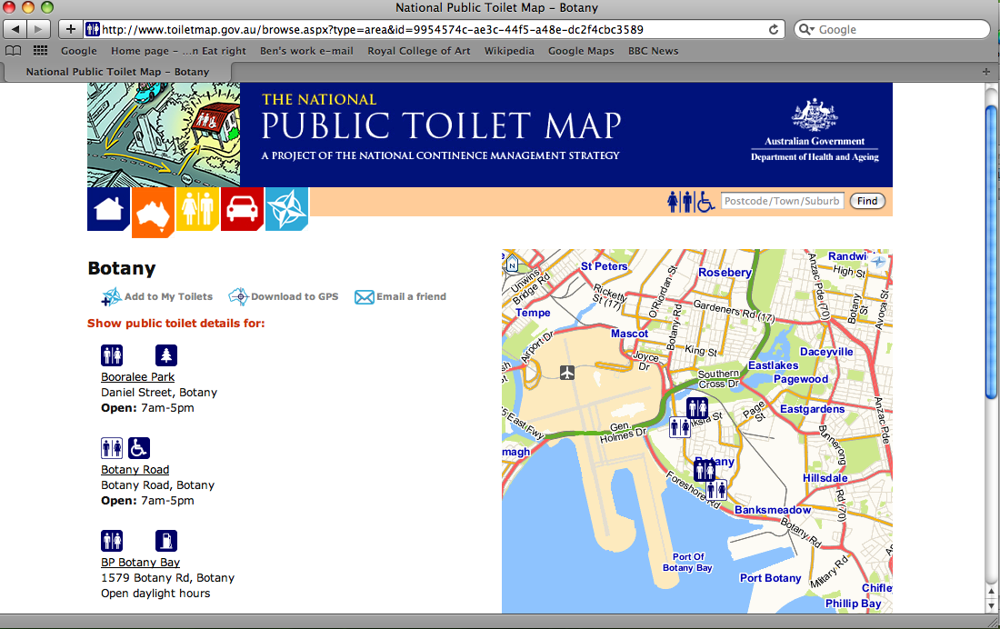 National Public Toilet Map – Botany
http://www.toiletmap.gov.au/browse.aspx?type=area&id=9954574c-ae3c-44f5-a48e-dc2f4cbc3589
Google
Google Home page - ...n Eat right Ben's work e-mail Royal College of Art Wikipedia Google Maps BBC News
National Public Toilet Map – Botany
THE NATIONAL
PUBLIC TOILET MAP
A PROJECT OF THE NATIONAL CONTINENCE MANAGEMENT STRATEGY
Australian Government
Department of Health and Ageing
Postcode/Town/Suburb Find
Botany
Add to My Toilets Download to GPS Email a friend
Show public toilet details for:
Booralee Park
Daniel Street, Botany
Open: 7am-5pm
Botany Road
Botany Road, Botany
Open: 7am-5pm
BP Botany Bay
1579 Botany Rd, Botany
Open daylight hours
N
St Peters
Randwi
High St
Rosebery
Unwins
Bridge Rd
Ricketty
St (17)
O'Riordan St
Anzac Pde (70)
Botany
St
Avoca St
Tempe
Gardeners Rd (17)
Botany Rd
Mascot
Airport Dr
King St
Daceyville
Joyce
Dr
Eastlakes
Southern
Cross Dr
Pagewood
Page
St
Eastgardens
Anzac Pde
nksia St
5 East Fwy
Gen.
Holmes Dr
magh
Bunnerong
Rd (70)
Botany
Hillsdale
Foreshore Rd
Banksmeadow
Botany Rd
Port Of
Botany Bay
Port Botany
Military Rd
Chifle
Phillip Bay